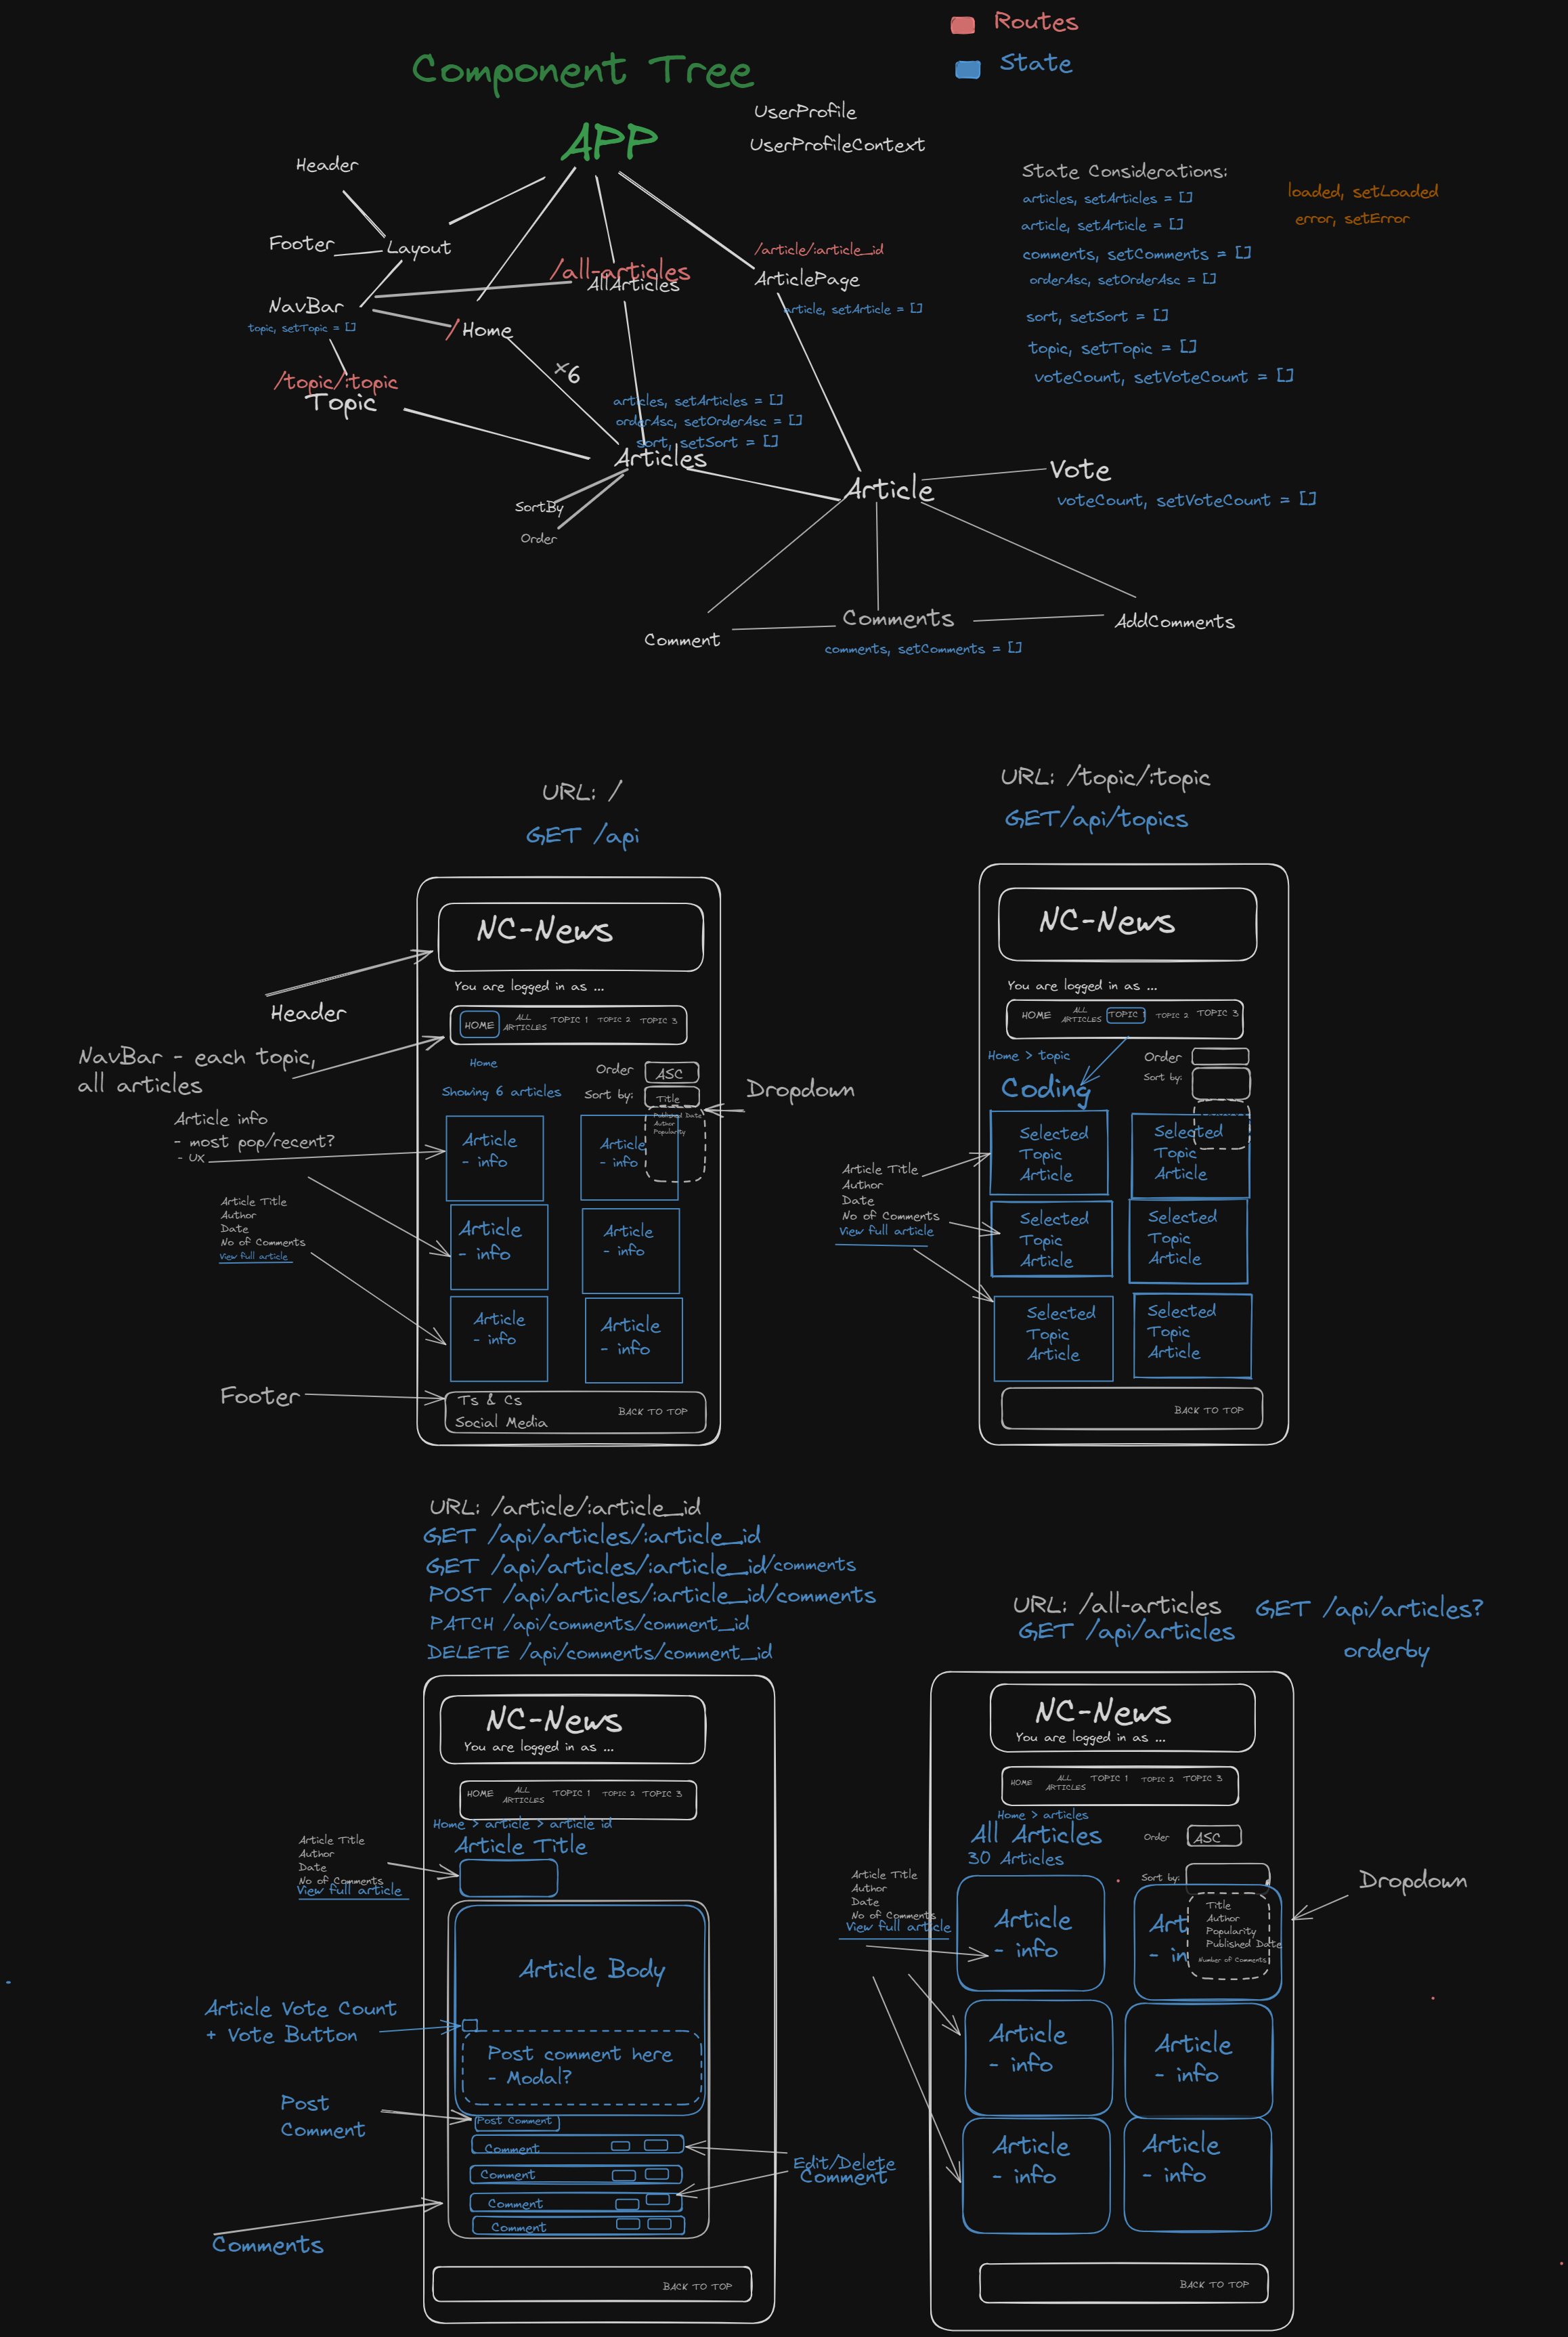 Routes
State
Component Tree
UserProfile
UserProfileContext
APP
Header
Footer
Layout
NavBar
topic, setTopic = []
/topic/:topic
Topic
/all-articles
AllArticles
/ Home
x6
/article/:article_id
ArticlePage
article, setArticle = []
State Considerations:
articles, setArticles = []
article, setArticle = []
comments, setComments = []
orderAsc, setOrderAsc = []
sort, setSort = []
topic, setTopic = []
voteCount, setVoteCount = []
loaded, setLoaded
error, setError
articles, setArticles = []
orderAsc, setOrderAsc = []
sort, setSort = []
Articles
SortBy
Order
Article
Vote
voteCount, setVoteCount = []
Comment
Comments
comments, setComments = []
AddComments
URL: /
GET /api
NC-News
You are logged in as ...
HOME
ALL
ARTICLES
TOPIC 1
TOPIC 2
TOPIC 3
Home
Showing 6 articles
Order
ASC
Sort by:
Title
Published Date
Author
Popularity
Dropdown
Header
NavBar - each topic,
all articles
Article info
- most pop/recent?
- UX
Article Title
Author
Date
No of Comments
View full article
Article
- info
Article
- info
Article
- info
Article
- info
Article
- info
Article
- info
Footer
Ts & Cs
Social Media
BACK TO TOP
URL: /topic/:topic
GET/api/topics
NC-News
You are logged in as ...
HOME
ALL
ARTICLES
TOPIC 1
TOPIC 2
TOPIC 3
Home > topic
Coding
Order
Sort by:
Article Title
Author
Date
No of Comments
View full article
Selected
Topic
Article
Selected
Topic
Article
Selected
Topic
Article
Selected
Topic
Article
Selected
Topic
Article
Selected
Topic
Article
BACK TO TOP
URL: /article/:article_id
GET /api/articles/:article_id
GET /api/articles/:article_id/comments
POST /api/articles/:article_id/comments
PATCH /api/comments/comment_id
DELETE /api/comments/comment_id
NC-News
You are logged in as ...
HOME
ALL
ARTICLES
TOPIC 1
TOPIC 2
TOPIC 3
Home > article > article id
Article Title
Article Title
Author
Date
No of Comments
View full article
Article Body
Article Vote Count
+ Vote Button
Post comment here
- Modal?
Post
Comment
Post Comment
Comment
Comment
Comment
Comment
Edit/Delete
Comment
Comments
BACK TO TOP
URL: /all-articles
GET /api/articles
GET /api/articles?
orderby
NC-News
You are logged in as ...
HOME
ALL
ARTICLES
TOPIC 1
TOPIC 2
TOPIC 3
Home > articles
All Articles
30 Articles
Order
ASC
Sort by:
Title
Author
Popularity
Published Date
Number of Comments
Dropdown
Article Title
Author
Date
No of Comments
View full article
Article
- info
Art
- in
Article
- info
Article
- info
Article
- info
Article
- info
BACK TO TOP